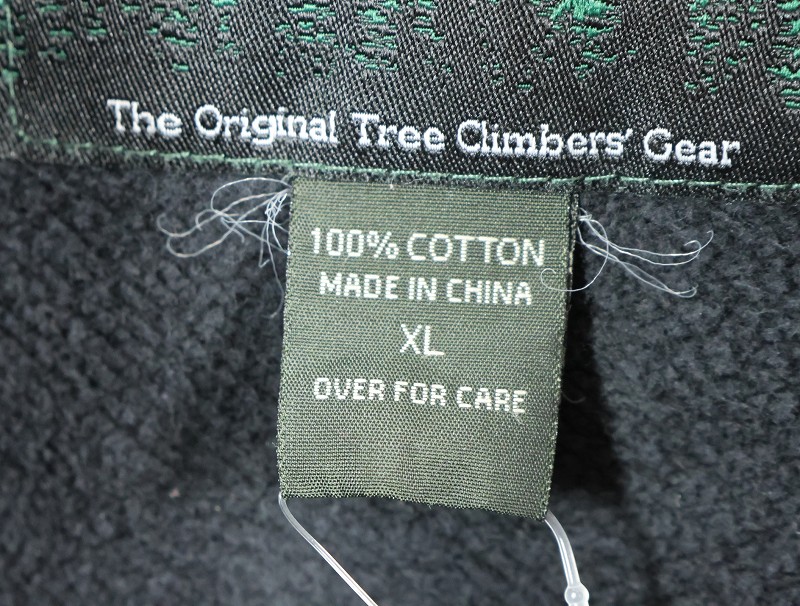 The Original Tree Climbers' Gear
100% COTTON
MADE IN CHINA
XL
OVER FOR CARE